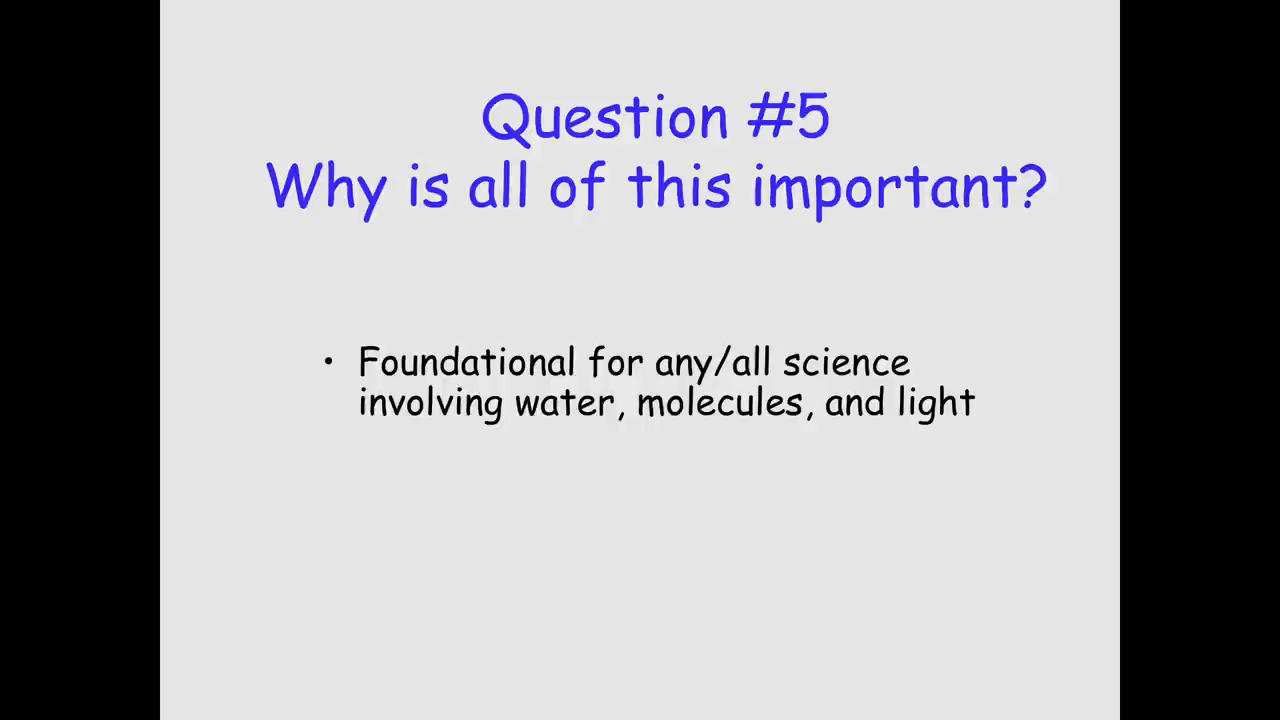 Question #5
Why is all of this important?
• Foundational for any/all science
involving water, molecules, and light